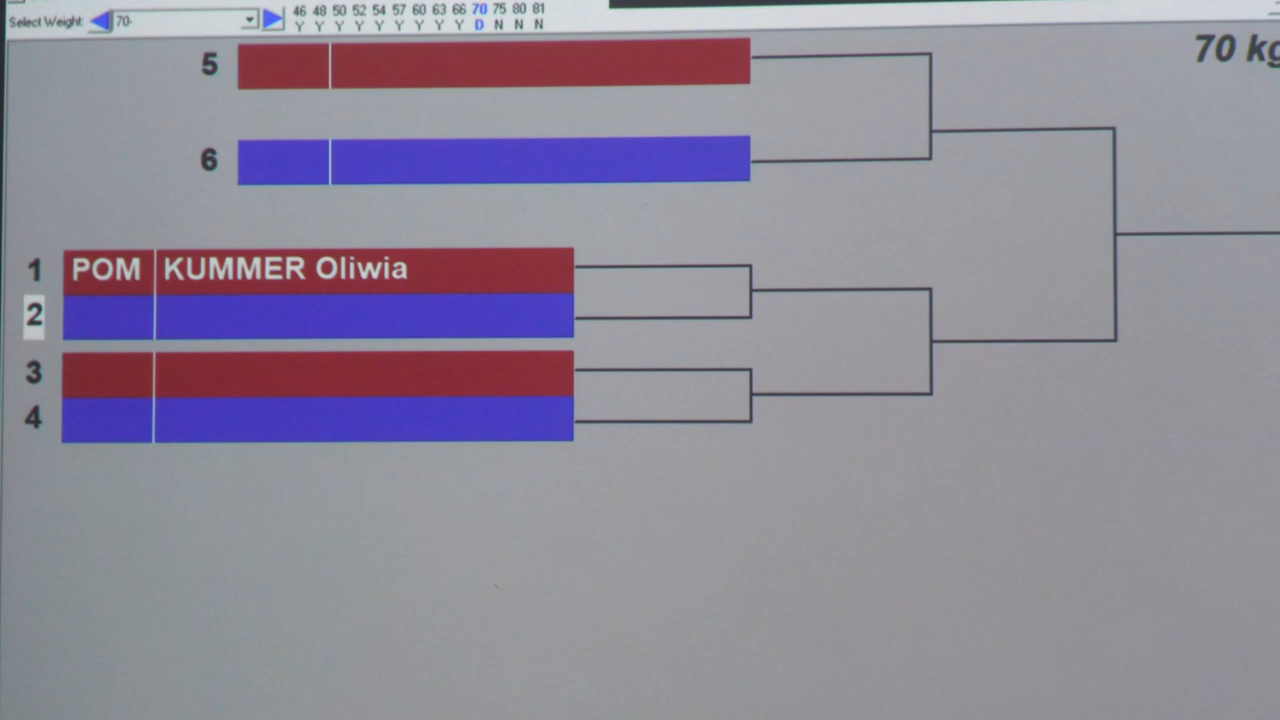 Select Weight: 70-
46 48 50 52 54 57 60 63 66 70 75 80 81
Y Y Y Y Y Y Y Y Y D N N N
70 kg
5
6
1 POM KUMMER Oliwia
2
3
4